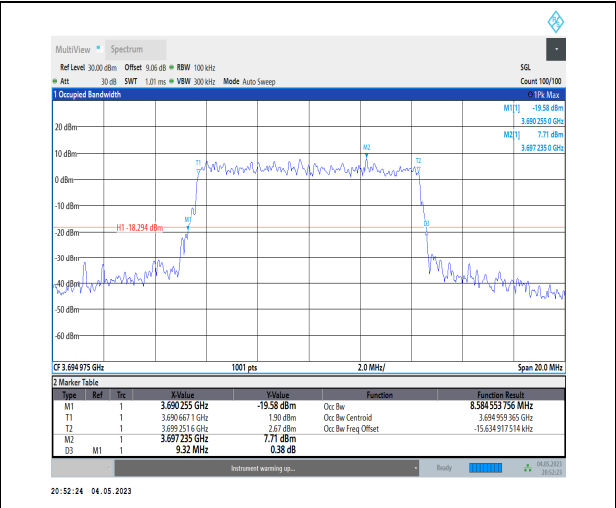 MultiView Spectrum
Ref Level 30.00 dBm Offset 9.06 dB RBW 100 kHz SGL
Att 30 dB SWT 1.01 ms VBW 300 kHz Mode Auto Sweep Count 100/100
1 Occupied Bandwidth 1Pk Max
M1[1] -19.58 dBm
3.690 255 0 GHz
M2[1] 7.71 dBm
3.697 235 0 GHz
20 dBm
10 dBm
M2
T1
T2
0 dBm
-10 dBm
M1
D3
H1 -18.294 dBm
-20 dBm
-30 dBm
-40 dBm
-50 dBm
-60 dBm
CF 3.694 975 GHz 1001 pts 2.0 MHz/ Span 20.0 MHz
2 Marker Table
Type Ref Trc X-Value Y-Value Function Function Result
M1 1 3.690 255 GHz -19.58 dBm Occ Bw 8.584 553 756 MHz
T1 1 3.690 667 1 GHz 1.90 dBm Occ Bw Centroid 3.694 959 365 GHz
T2 1 3.699 251 6 GHz 2.67 dBm Occ Bw Freq Offset -15.634 917 514 kHz
M2 1 3.697 235 GHz 7.71 dBm
D3 M1 1 9.32 MHz 0.38 dB
Instrument warming up... Ready 04.05.2023
20:52:23
20:52:24 04.05.2023